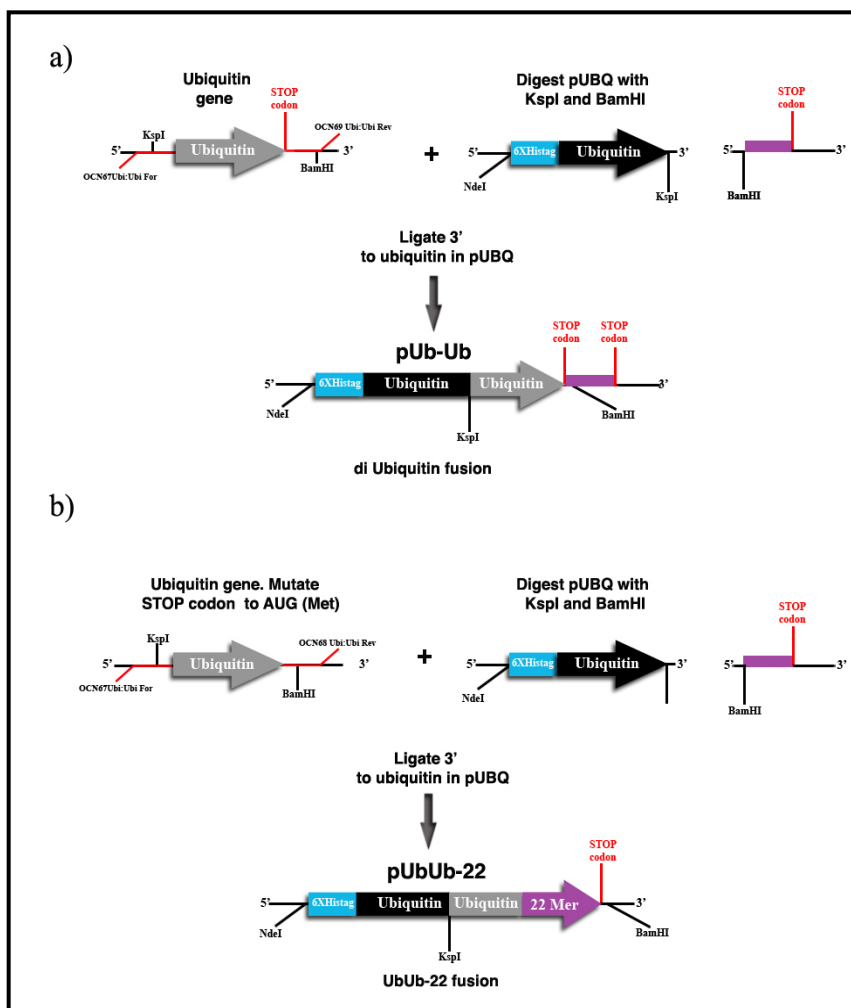 a)
Ubiquitin
gene
STOP
codon
KspI
Ubiquitin
OCN69 Ubi:Ubi Rev
5'
3'
BamHI
OCN67Ubi:Ubi For
+
Digest pUBQ with
KspI and BamHI
5'
6XHistag
Ubiquitin
3'
NdeI
KspI
STOP
codon
5'
3'
BamHI
Ligate 3'
to ubiquitin in pUBQ
pUb-Ub
STOP
codon
STOP
codon
5'
6XHistag
Ubiquitin
Ubiquitin
3'
NdeI
BamHI
KspI
di Ubiquitin fusion
b)
Ubiquitin gene. Mutate
STOP codon to AUG (Met)
KspI
OCN68 Ubi:Ubi Rev
5'
Ubiquitin
3'
BamHI
OCN67Ubi:Ubi For
+
Digest pUBQ with
KspI and BamHI
5'
6XHistag
Ubiquitin
3'
NdeI
STOP
codon
5'
3'
BamHI
Ligate 3'
to ubiquitin in pUBQ
pUbUb-22
STOP
codon
5'
6XHistag
Ubiquitin
Ubiquitin
22 Mer
3'
NdeI
BamHI
KspI
UbUb-22 fusion